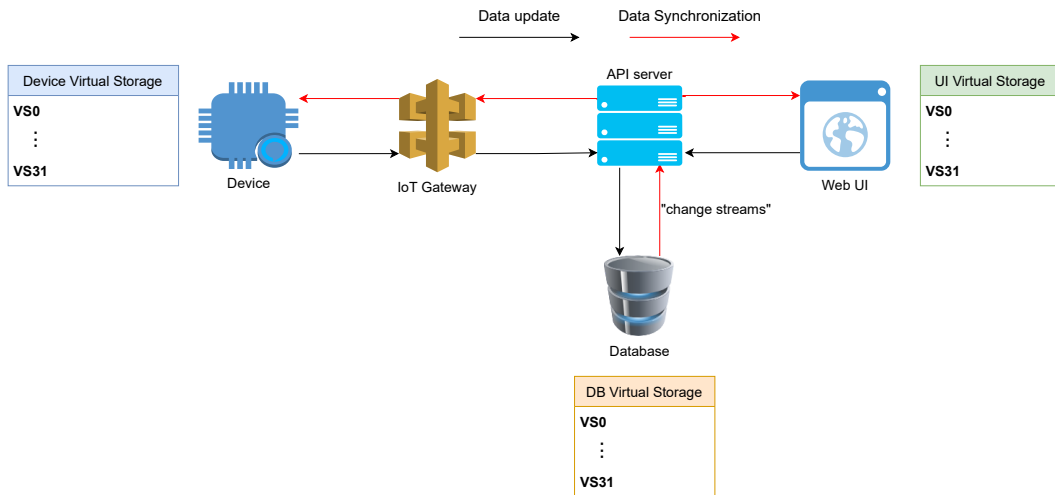 Data update
Data Synchronization
Device Virtual Storage
VS0
⋮
VS31
Device
IoT Gateway
API server
Web UI
UI Virtual Storage
VS0
⋮
VS31
"change streams"
Database
DB Virtual Storage
VS0
⋮
VS31